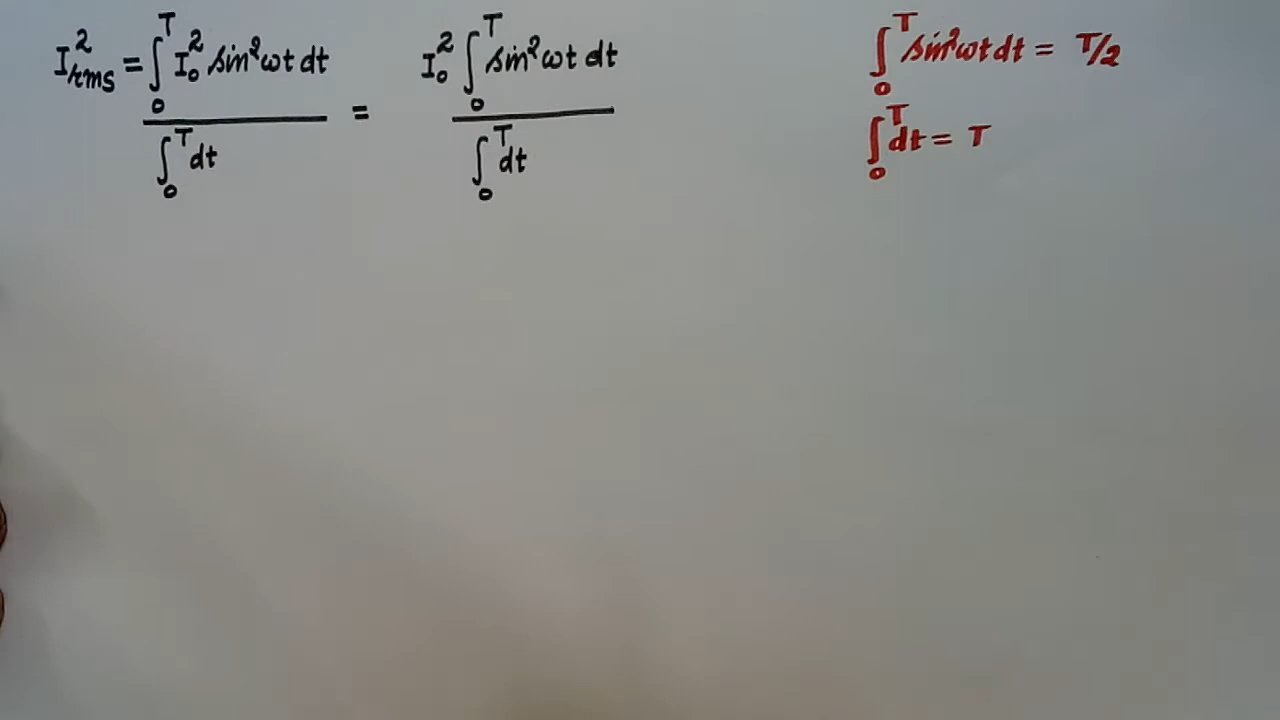 I²rms = ∫₀ᵀ I₀² sin²ωt dt / ∫₀ᵀ dt = I₀² ∫₀ᵀ sin²ωt dt / ∫₀ᵀ dt
∫₀ᵀ sin²ωt dt = T/2
∫₀ᵀ dt = T